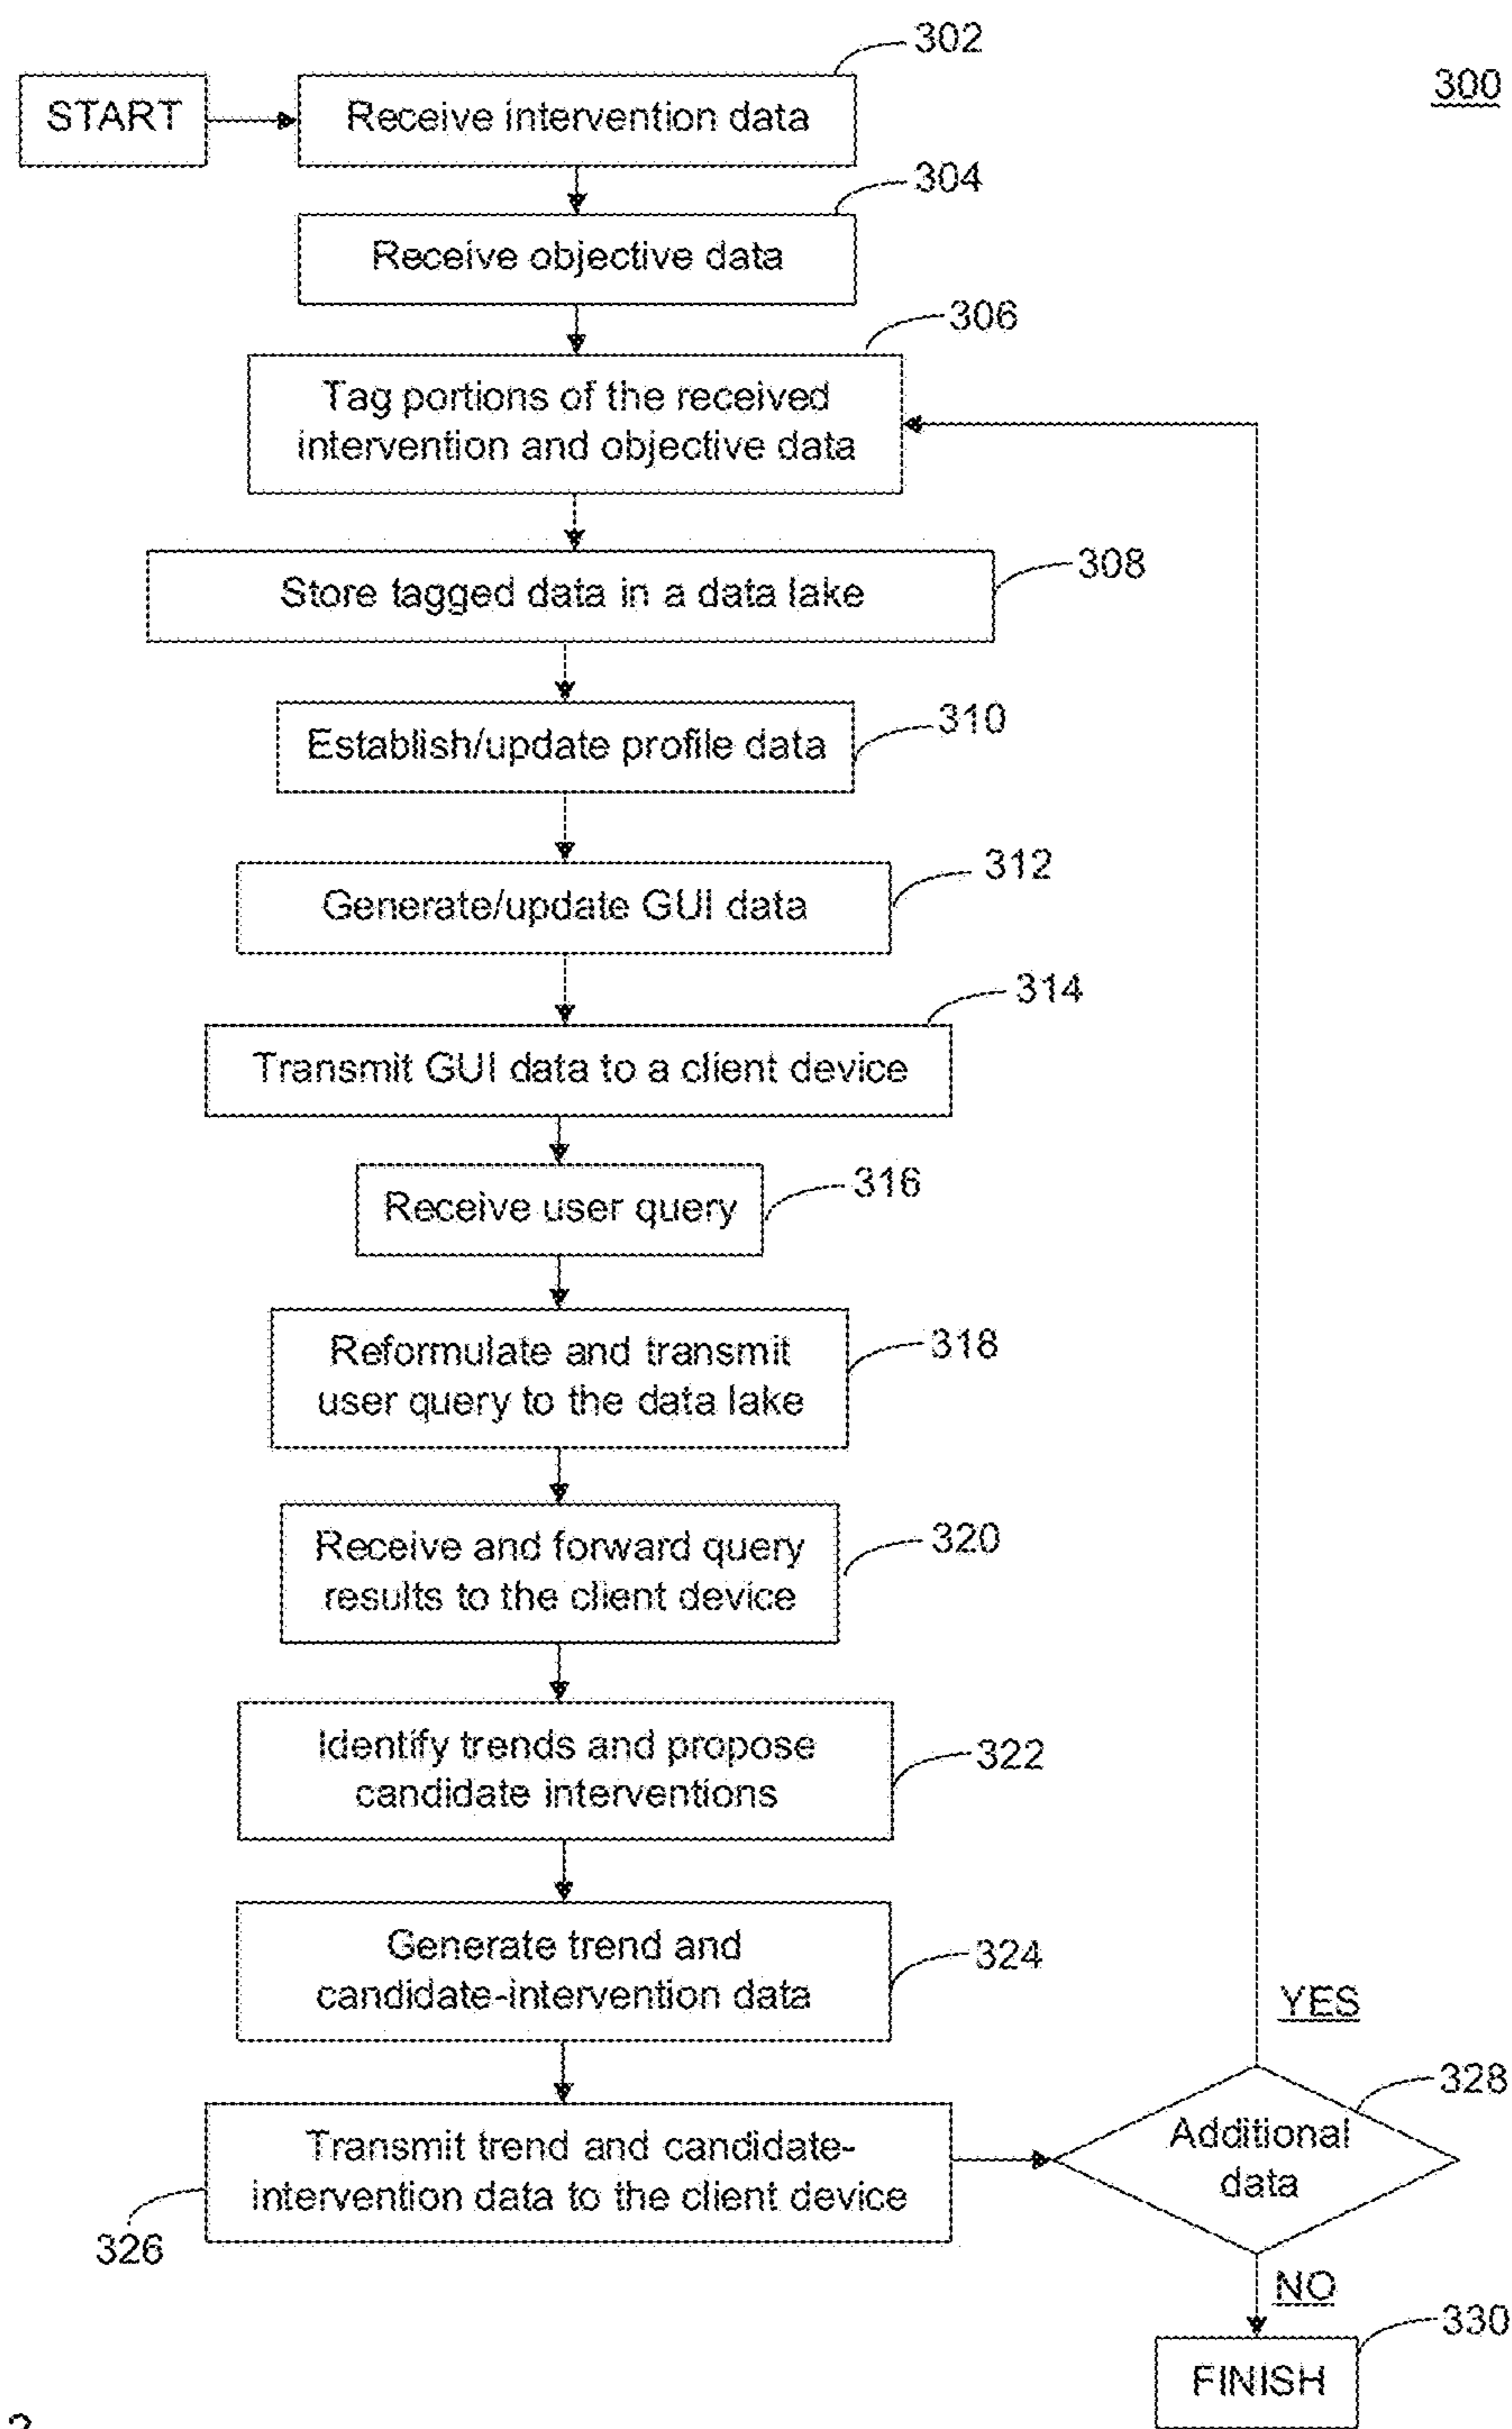 302
300
START
Receive intervention data
304
Receive objective data
306
Tag portions of the received
intervention and objective data
308
Store tagged data in a data lake
310
Establish/update profile data
312
Generate/update GUI data
314
Transmit GUI data to a client device
316
Receive user query
318
Reformulate and transmit
user query to the data lake
320
Receive and forward query
results to the client device
322
Identify trends and propose
candidate interventions
324
Generate trend and
candidate-intervention data
YES
328
Additional
data
Transmit trend and candidate-
intervention data to the client device
326
NO
330
FINISH